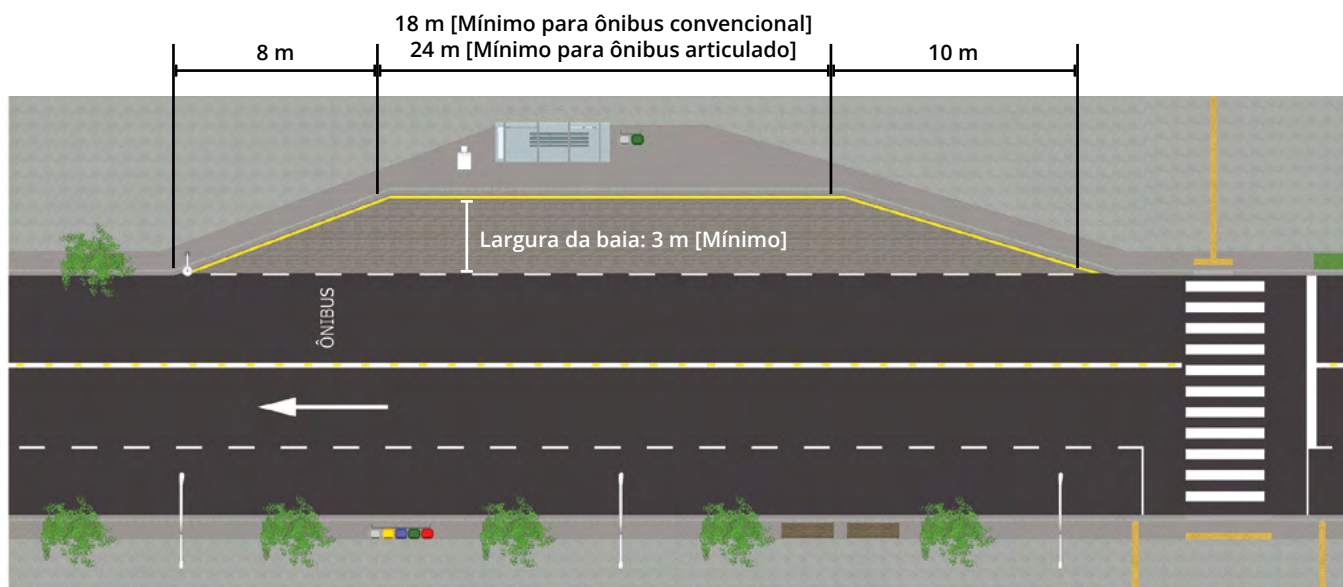 18 m [Mínimo para ônibus convencional]
24 m [Mínimo para ônibus articulado]
8 m
10 m
Largura da baia: 3 m [Mínimo]
ÔNIBUS